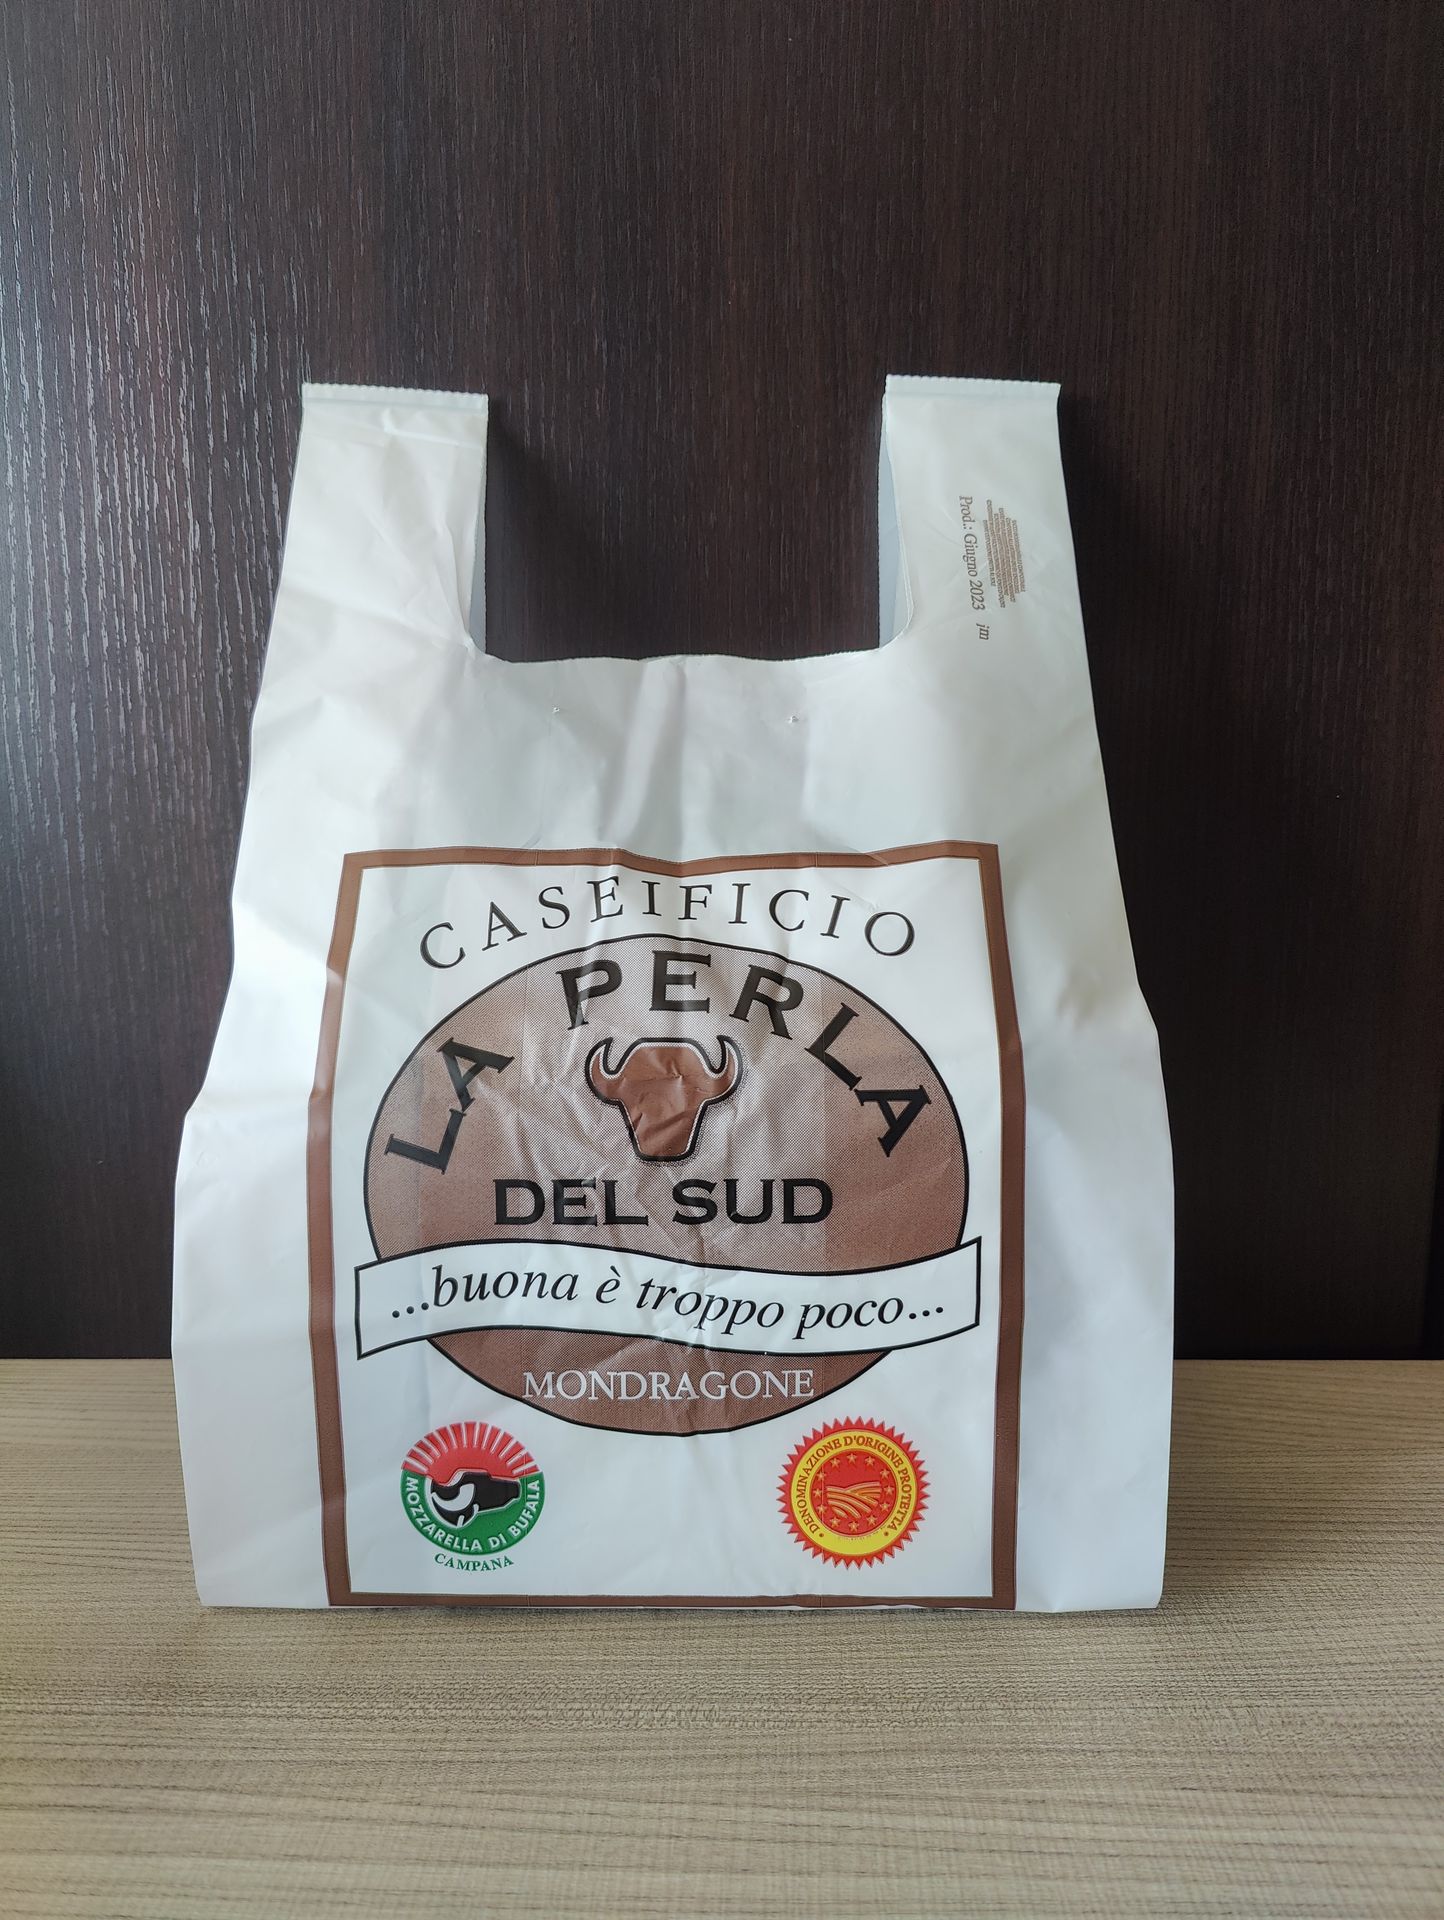 Prod.: Giugno 2023 jm
CASEIFICIO
LA PERLA
DEL SUD
...buona è troppo poco...
MONDRAGONE
MOZZARELLA DI BUFALA
CAMPANA
DENOMINAZIONE D'ORIGINE PROTETTA